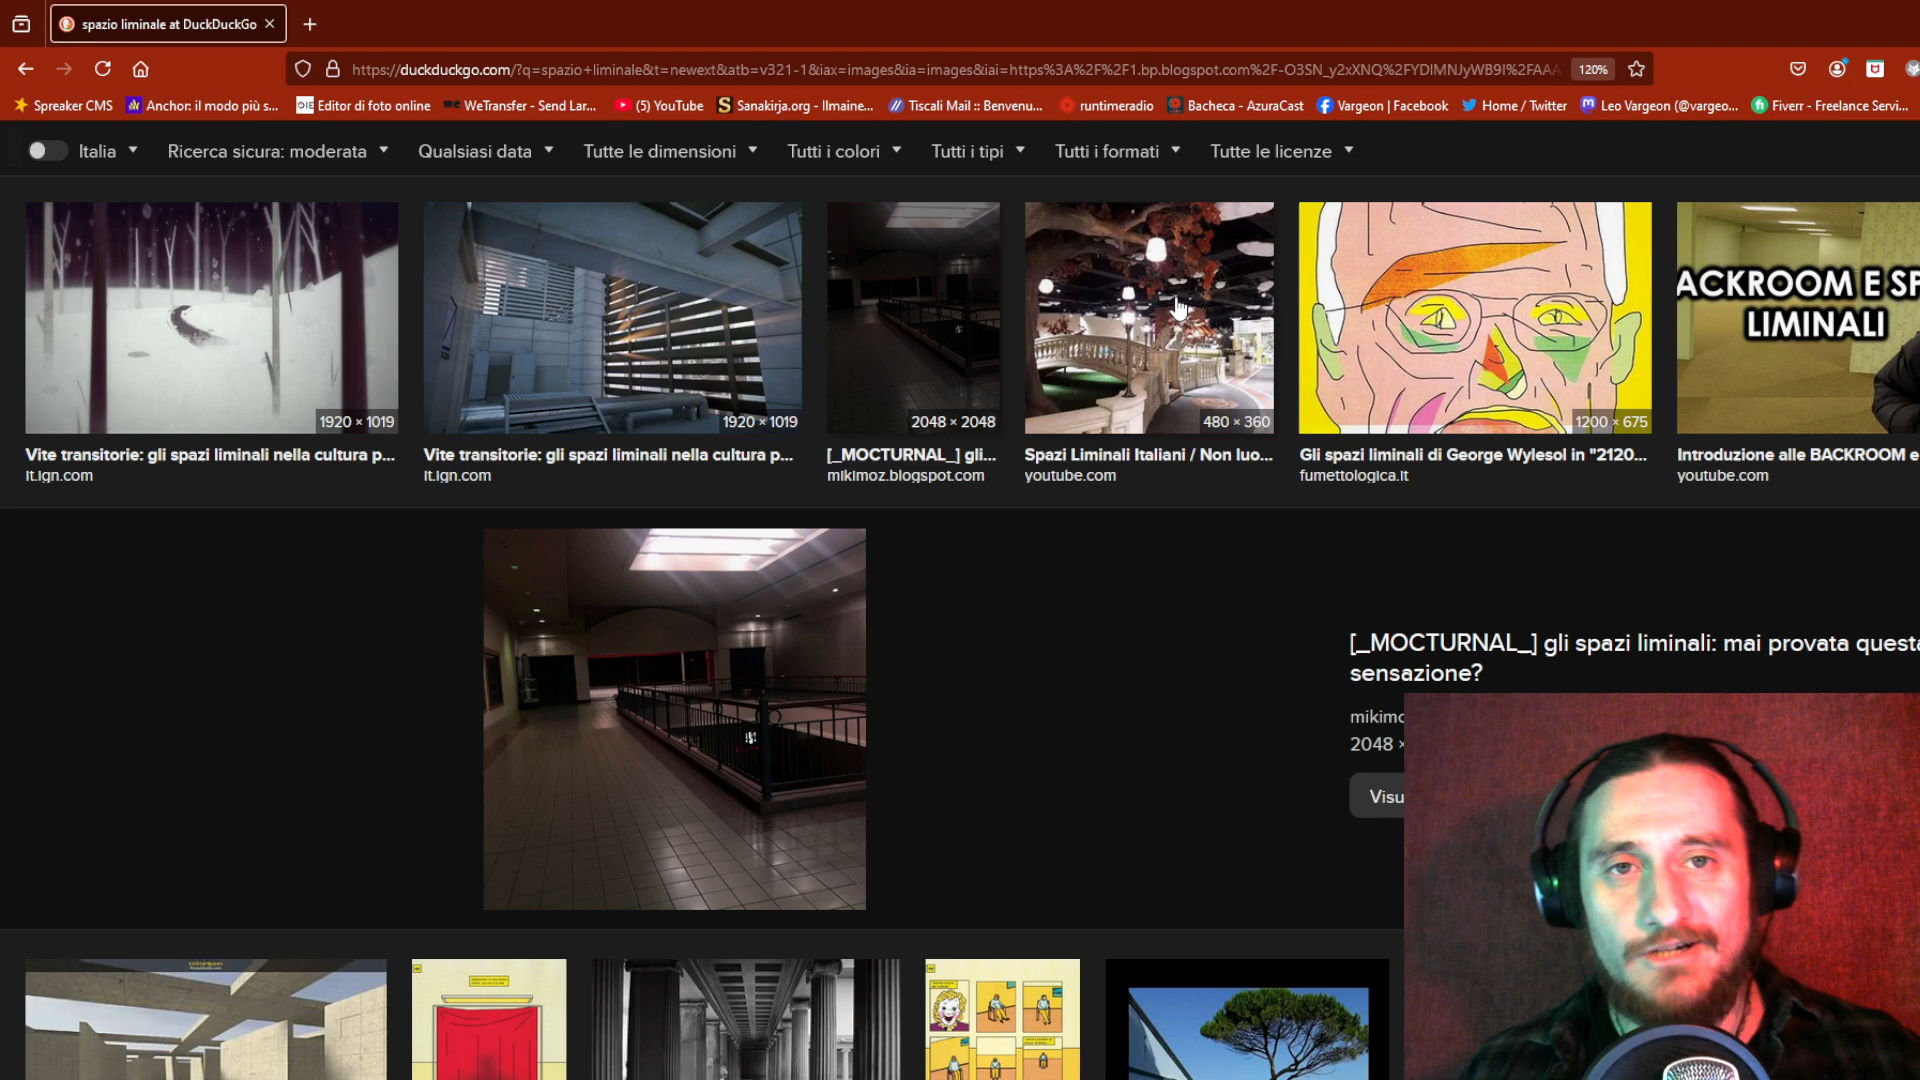 spazio liminale at DuckDuckGo
https://duckduckgo.com/?q=spazio+liminale&t=newext&atb=v321-1&iax=images&ia=images&iai=https%3A%2F%2F1.bp.blogspot.com%2F-O3SN_y2xXNQ%2FYDlMNJyWB9I%2FAAA
120%
Spreaker CMS
Anchor: il modo più s...
Editor di foto online
WeTransfer - Send Lar...
(5) YouTube
Sanakirja.org - Ilmaine...
Tiscali Mail :: Benvenu...
runtimeradio
Bacheca - AzuraCast
Vargeon | Facebook
Home / Twitter
Leo Vargeon (@vargeo...
Fiverr - Freelance Servi...
Italia
Ricerca sicura: moderata
Qualsiasi data
Tutte le dimensioni
Tutti i colori
Tutti i tipi
Tutti i formati
Tutte le licenze
ACKROOM E SP
LIMINALI
1920 × 1019
1920 × 1019
2048 × 2048
480 × 360
1200 × 675
Vite transitorie: gli spazi liminali nella cultura p...
it.ign.com
Vite transitorie: gli spazi liminali nella cultura p...
it.ign.com
[_MOCTURNAL_] gli...
mikimoz.blogspot.com
Spazi Liminali Italiani / Non luo...
youtube.com
Gli spazi liminali di George Wylesol in "2120...
fumettologica.it
Introduzione alle BACKROOM e
youtube.com
[_MOCTURNAL_] gli spazi liminali: mai provata questa
sensazione?
mikimo
2048 ×
Visu